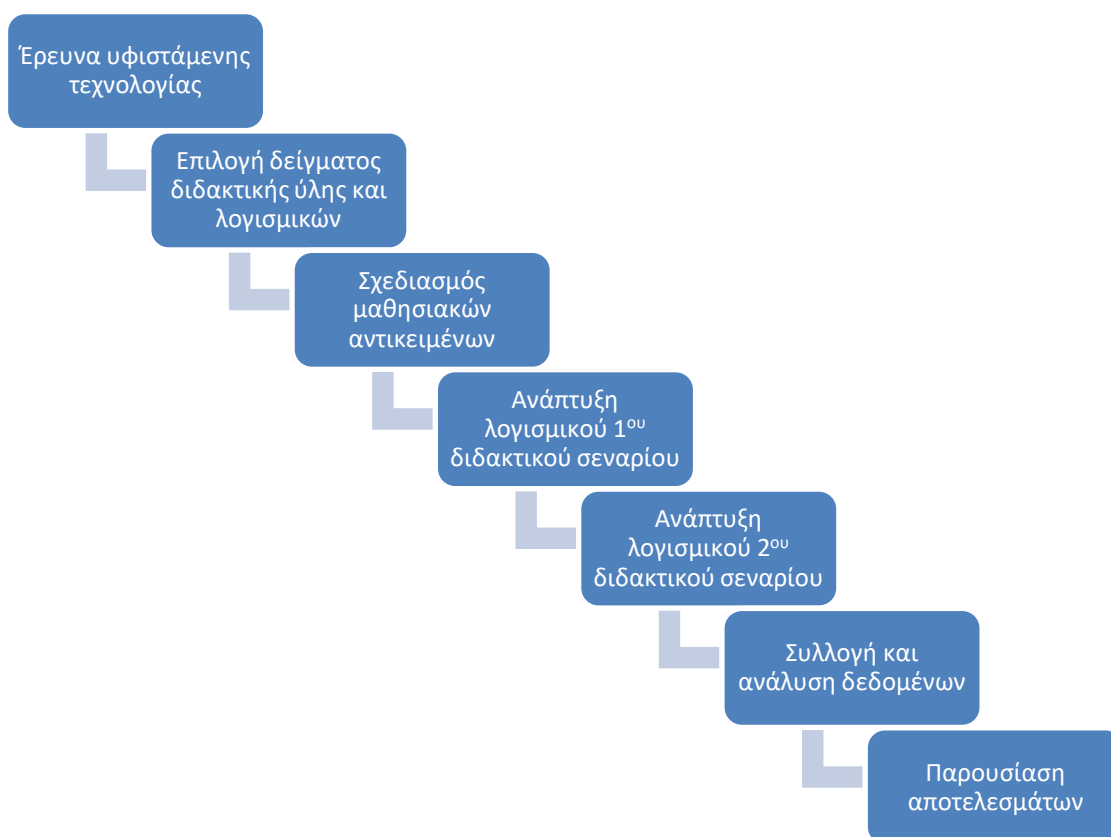 Έρευνα υφιστάμενης
τεχνολογίας
Επιλογή δείγματος
διδακτικής ύλης και
λογισμικών
Σχεδιασμός
μαθησιακών
αντικειμένων
Ανάπτυξη
λογισμικού 1ου
διδακτικού σεναρίου
Ανάπτυξη
λογισμικού 2ου
διδακτικού σεναρίου
Συλλογή και
ανάλυση δεδομένων
Παρουσίαση
αποτελεσμάτων